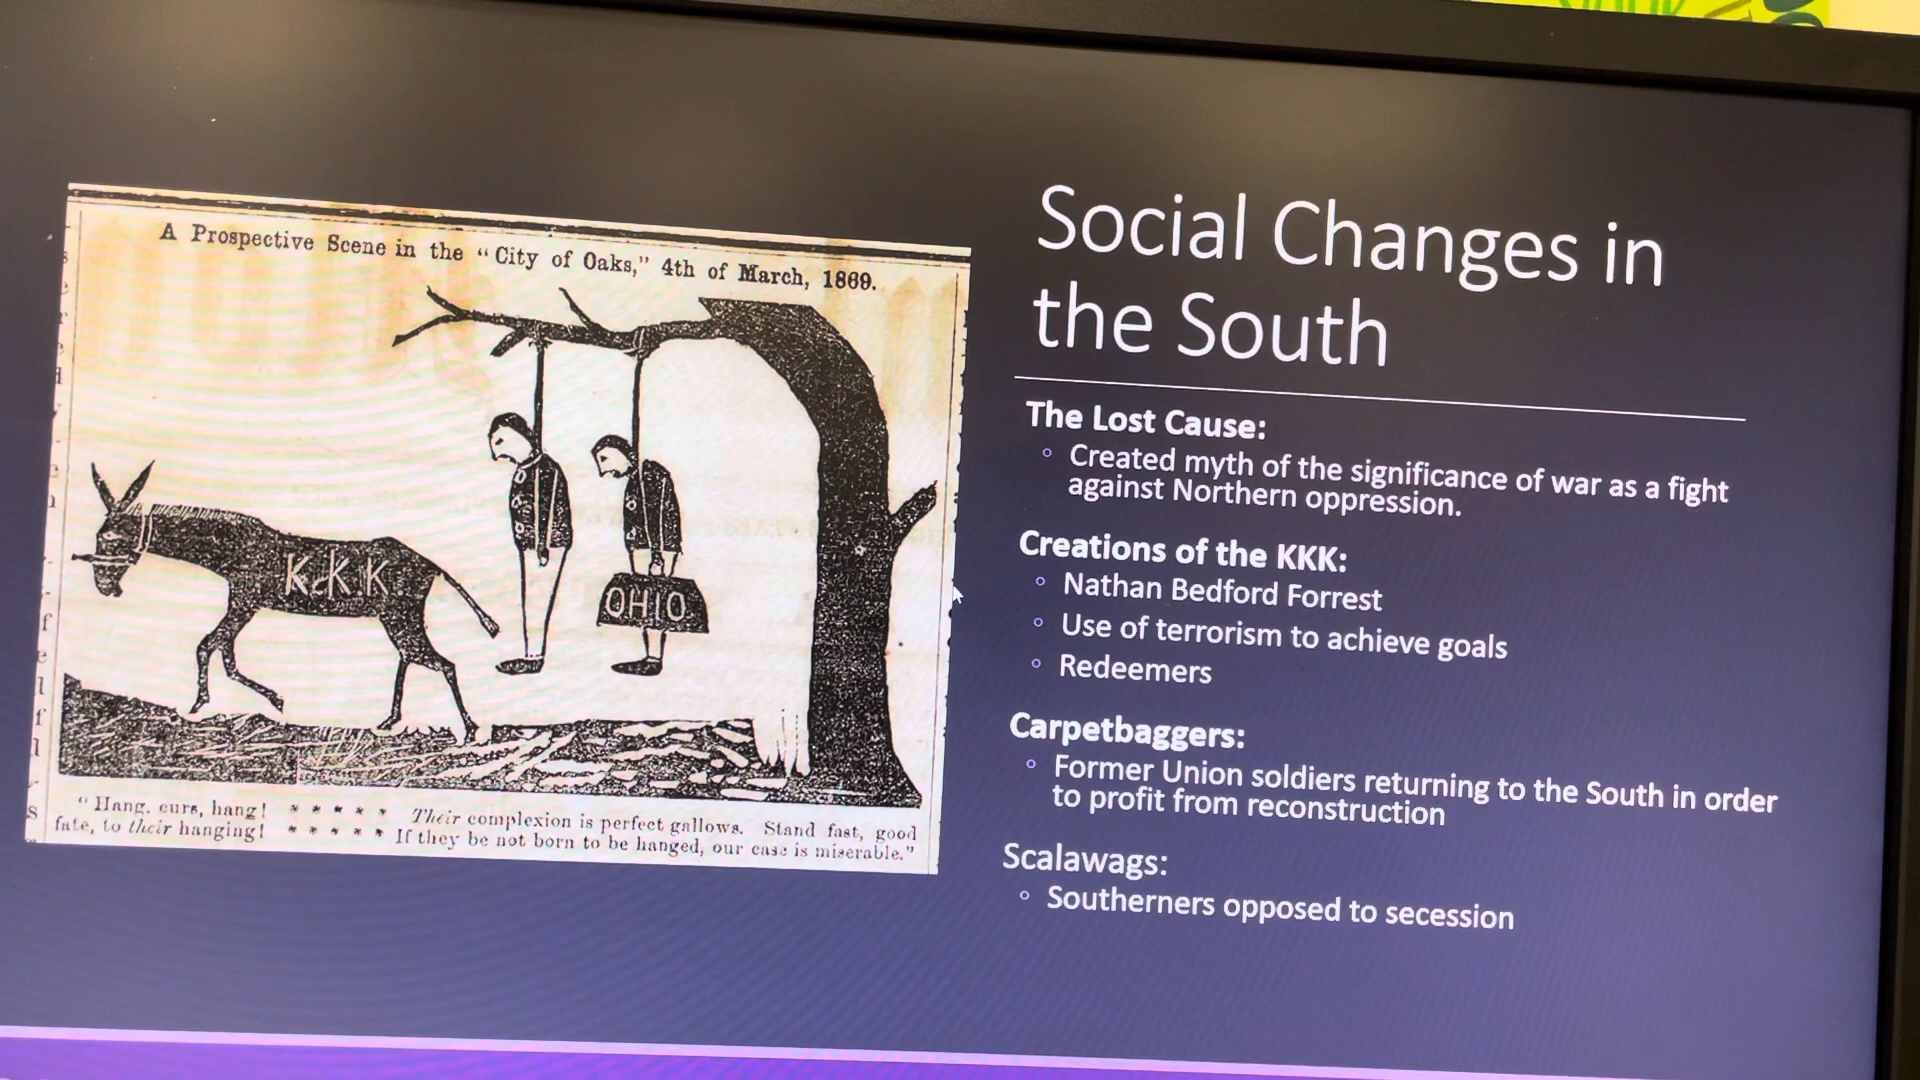 A Prospective Scene in the "City of Oaks," 4th of March, 1869.
K.K.K.
OHIO
"Hang, curs, hang! * * * * * Their complexion is perfect gallows. Stand fast, good
fate, to their hanging! * * * * * If they be not born to be hanged, our case is miserable."
Social Changes in
the South
The Lost Cause:
Created myth of the significance of war as a fight
against Northern oppression.
Creations of the KKK:
Nathan Bedford Forrest
Use of terrorism to achieve goals
Redeemers
Carpetbaggers:
Former Union soldiers returning to the South in order
to profit from reconstruction
Scalawags:
Southerners opposed to secession